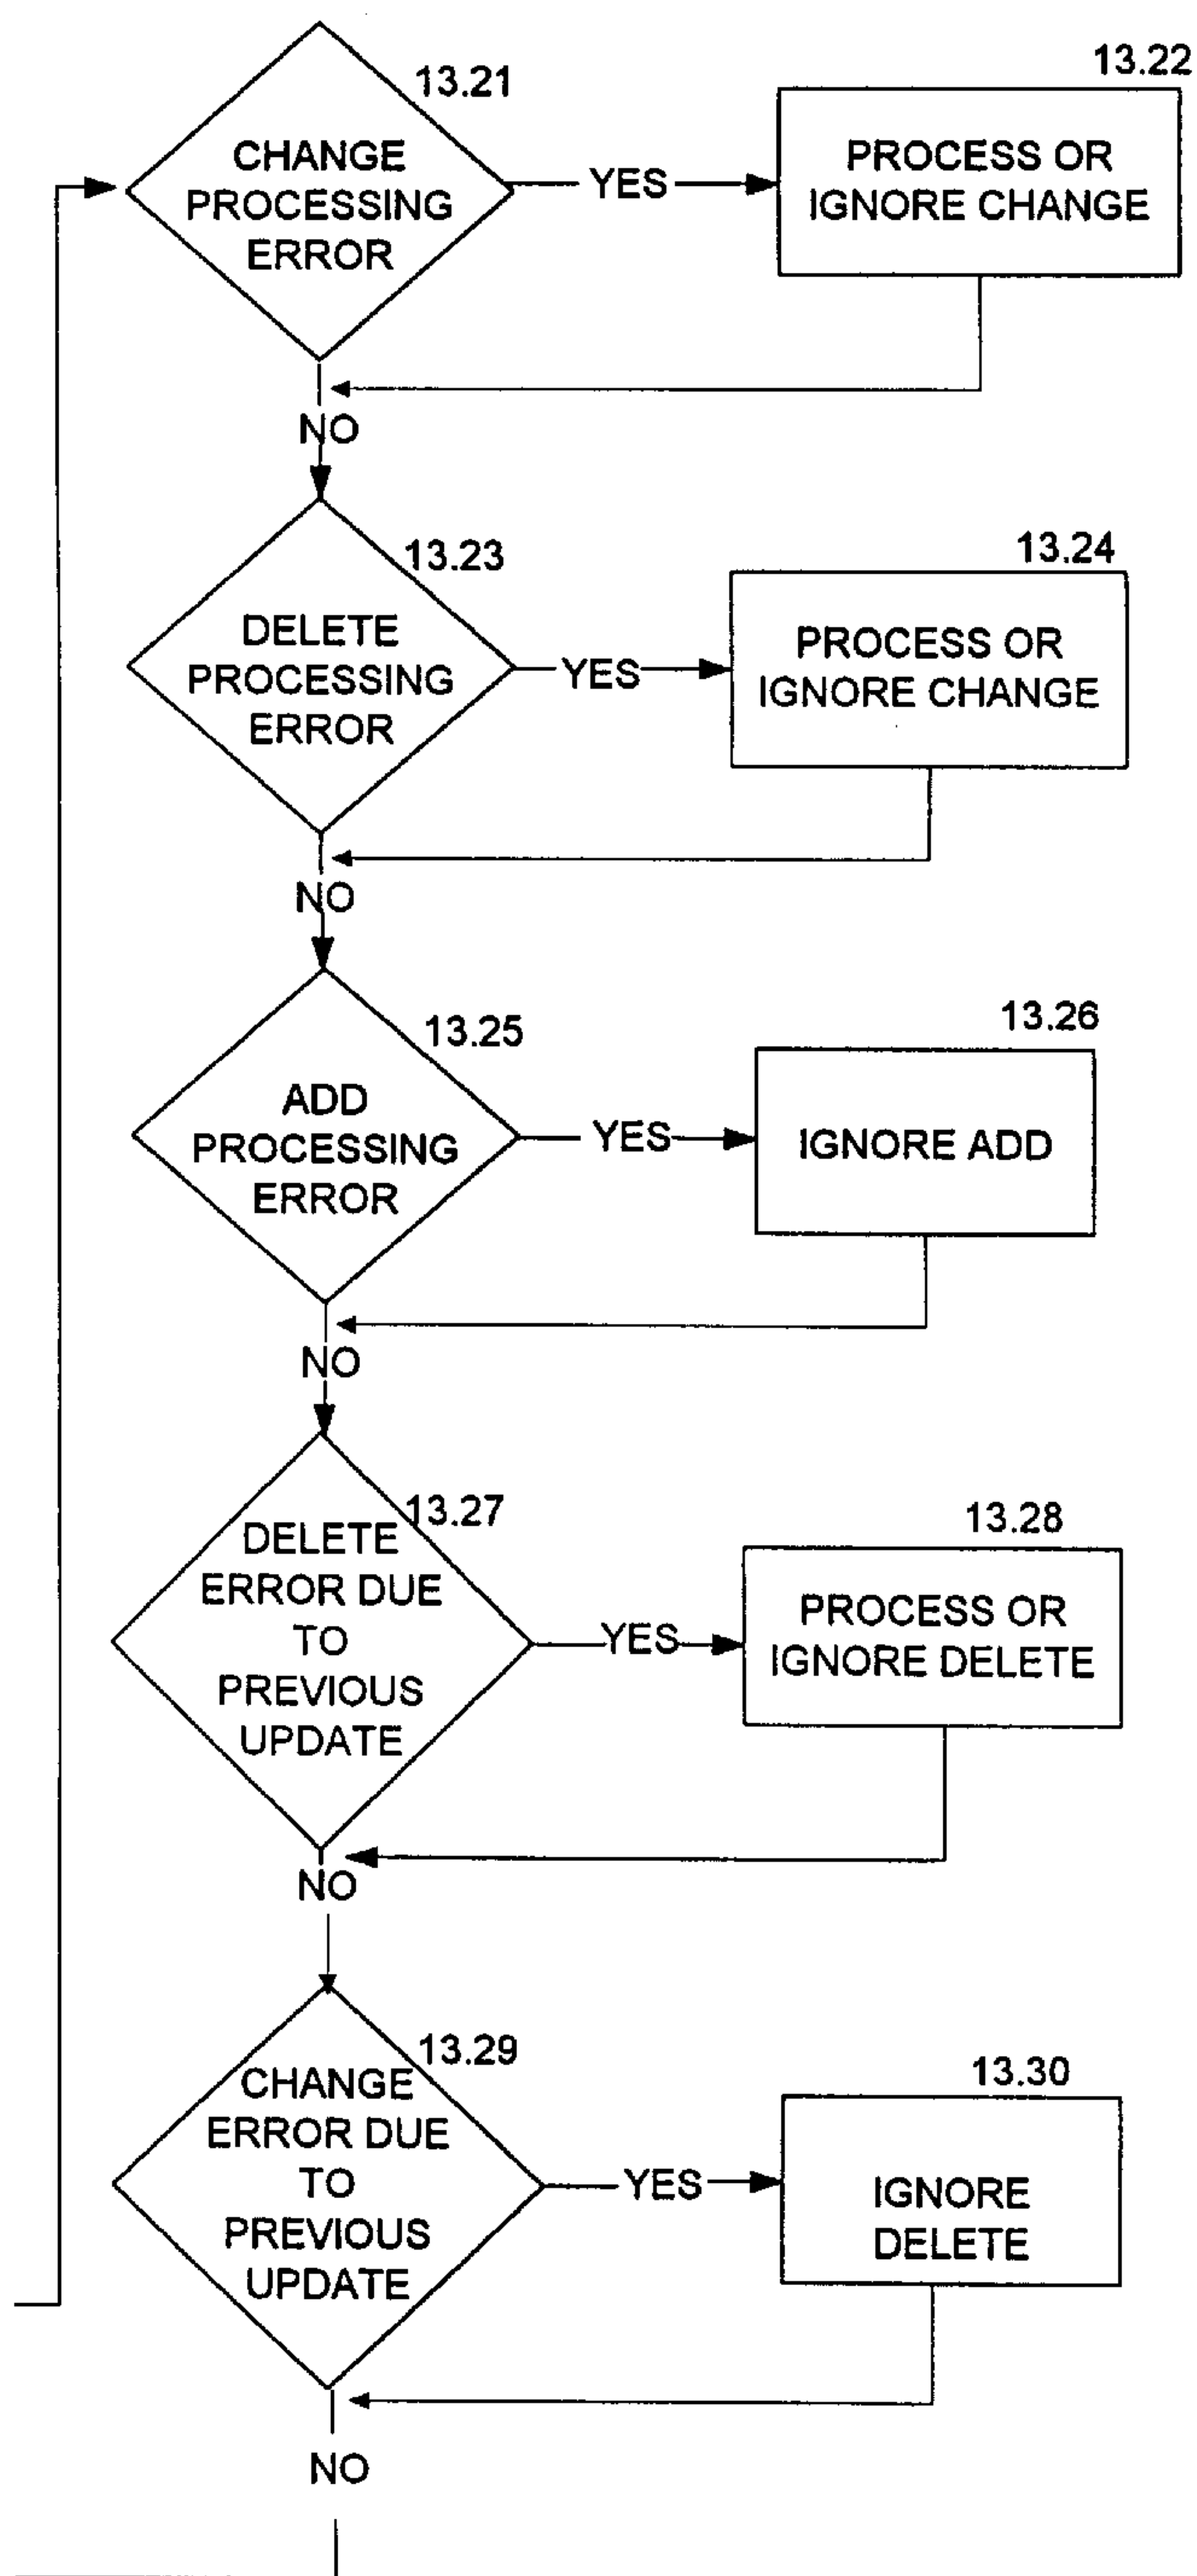 13.21
CHANGE
PROCESSING
ERROR
YES
13.22
PROCESS OR
IGNORE CHANGE
NO
13.23
DELETE
PROCESSING
ERROR
YES
13.24
PROCESS OR
IGNORE CHANGE
NO
13.25
ADD
PROCESSING
ERROR
YES
13.26
IGNORE ADD
NO
13.27
DELETE
ERROR DUE
TO
PREVIOUS
UPDATE
YES
13.28
PROCESS OR
IGNORE DELETE
NO
13.29
CHANGE
ERROR DUE
TO
PREVIOUS
UPDATE
YES
13.30
IGNORE
DELETE
NO